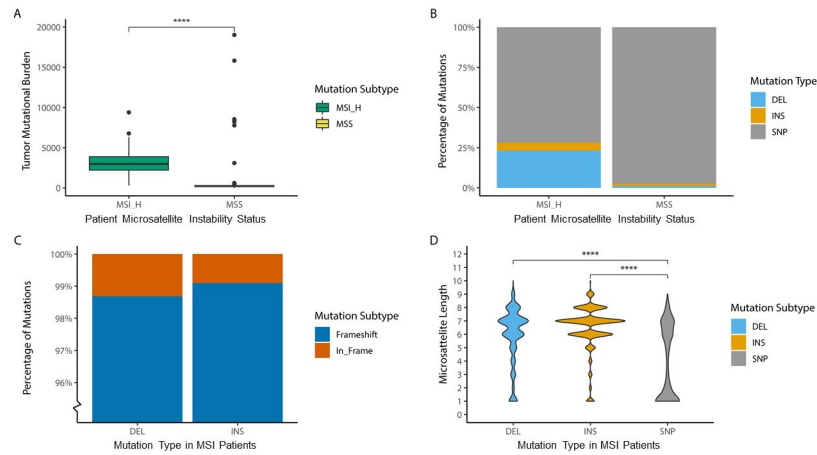 A
****
20000
15000
10000
5000
0
Tumor Mutational Burden
MSI_H
MSS
Patient Microsatellite Instability Status
Mutation Subtype
MSI_H
MSS
B
100%
75%
50%
25%
0%
Percentage of Mutations
MSI_H
MSS
Patient Microsatellite Instability Status
Mutation Type
DEL
INS
SNP
C
100%
99%
98%
97%
96%
Percentage of Mutations
DEL
INS
Mutation Type in MSI Patients
Mutation Subtype
Frameshift
In_Frame
D
****
****
12
11
10
9
8
7
6
5
4
3
2
1
0
Microsattelite Length
DEL
INS
SNP
Mutation Type in MSI Patients
Mutation Subtype
DEL
INS
SNP